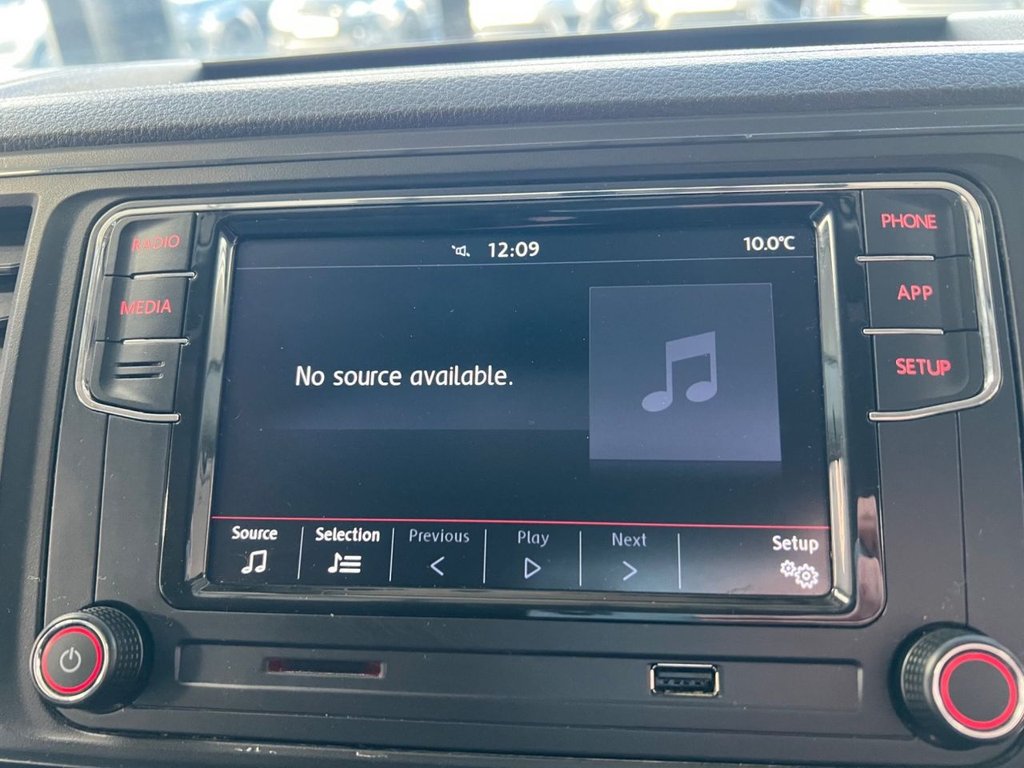 RADIO
MEDIA
12:09
10.0°C
No source available.
Source
Selection
Previous
Play
Next
Setup
PHONE
APP
SETUP